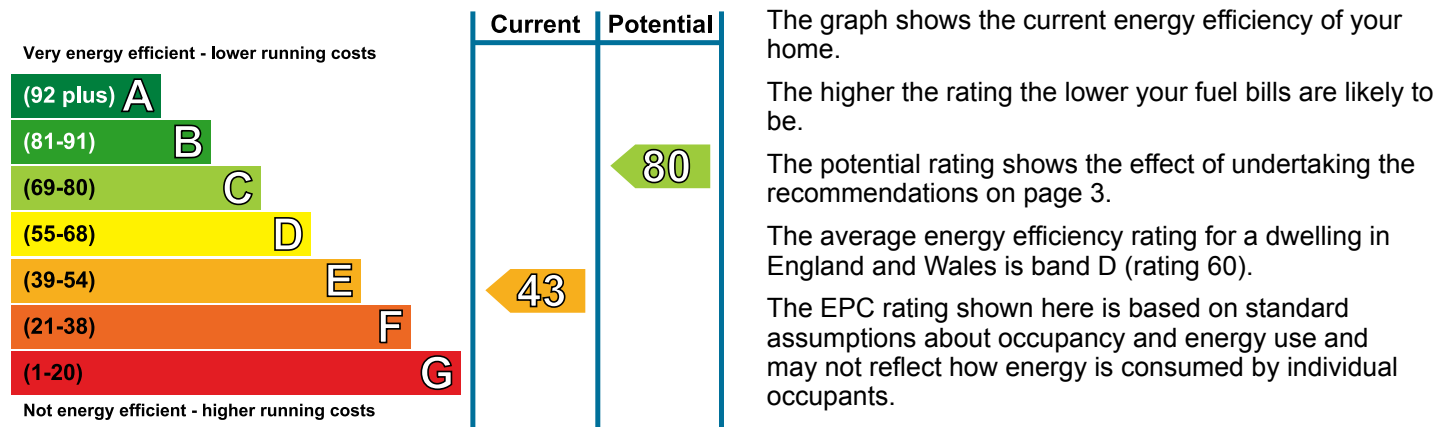 Current Potential
Very energy efficient - lower running costs
(92 plus) A
(81-91) B
(69-80) C
(55-68) D
(39-54) E
(21-38) F
(1-20) G
Not energy efficient - higher running costs
80
43
The graph shows the current energy efficiency of your
home.
The higher the rating the lower your fuel bills are likely to
be.
The potential rating shows the effect of undertaking the
recommendations on page 3.
The average energy efficiency rating for a dwelling in
England and Wales is band D (rating 60).
The EPC rating shown here is based on standard
assumptions about occupancy and energy use and
may not reflect how energy is consumed by individual
occupants.